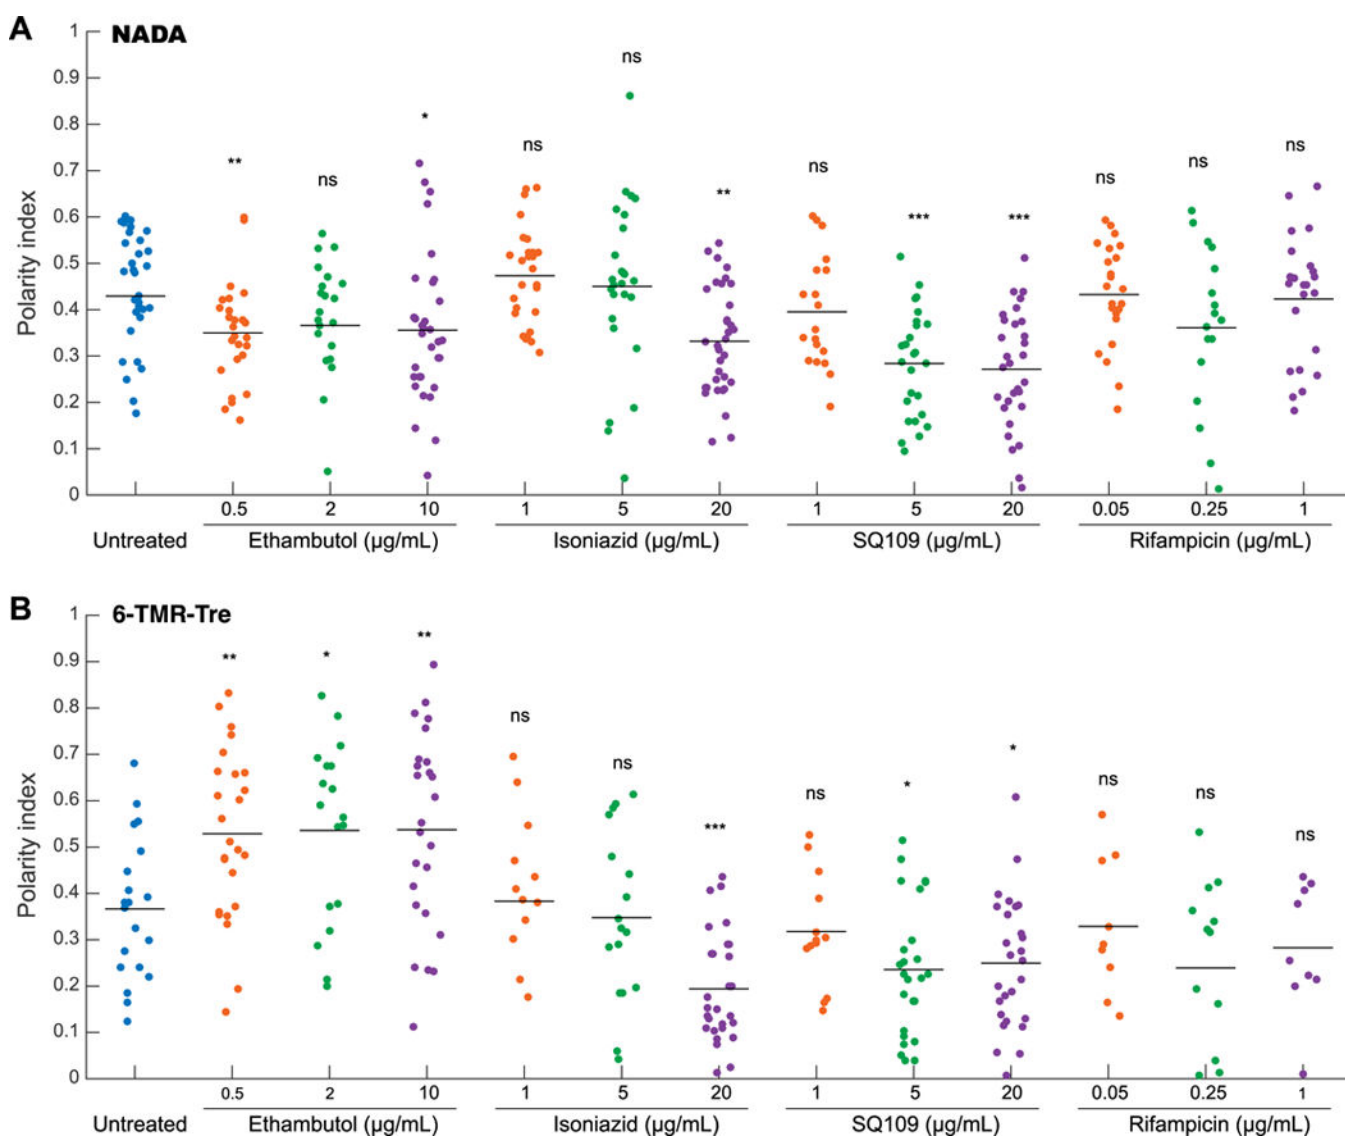 A NADA
Polarity index
1
0.9
0.8
0.7
0.6
0.5
0.4
0.3
0.2
0.1
0
** ns * ns ns ** ns *** *** ns ns ns
0.5 2 10 1 5 20 1 5 20 0.05 0.25 1
Untreated Ethambutol (µg/mL) Isoniazid (µg/mL) SQ109 (µg/mL) Rifampicin (µg/mL)
B 6-TMR-Tre
Polarity index
1
0.9
0.8
0.7
0.6
0.5
0.4
0.3
0.2
0.1
0
** * ** ns ns *** ns * * ns ns ns
0.5 2 10 1 5 20 1 5 20 0.05 0.25 1
Untreated Ethambutol (µg/mL) Isoniazid (µg/mL) SQ109 (µg/mL) Rifampicin (µg/mL)